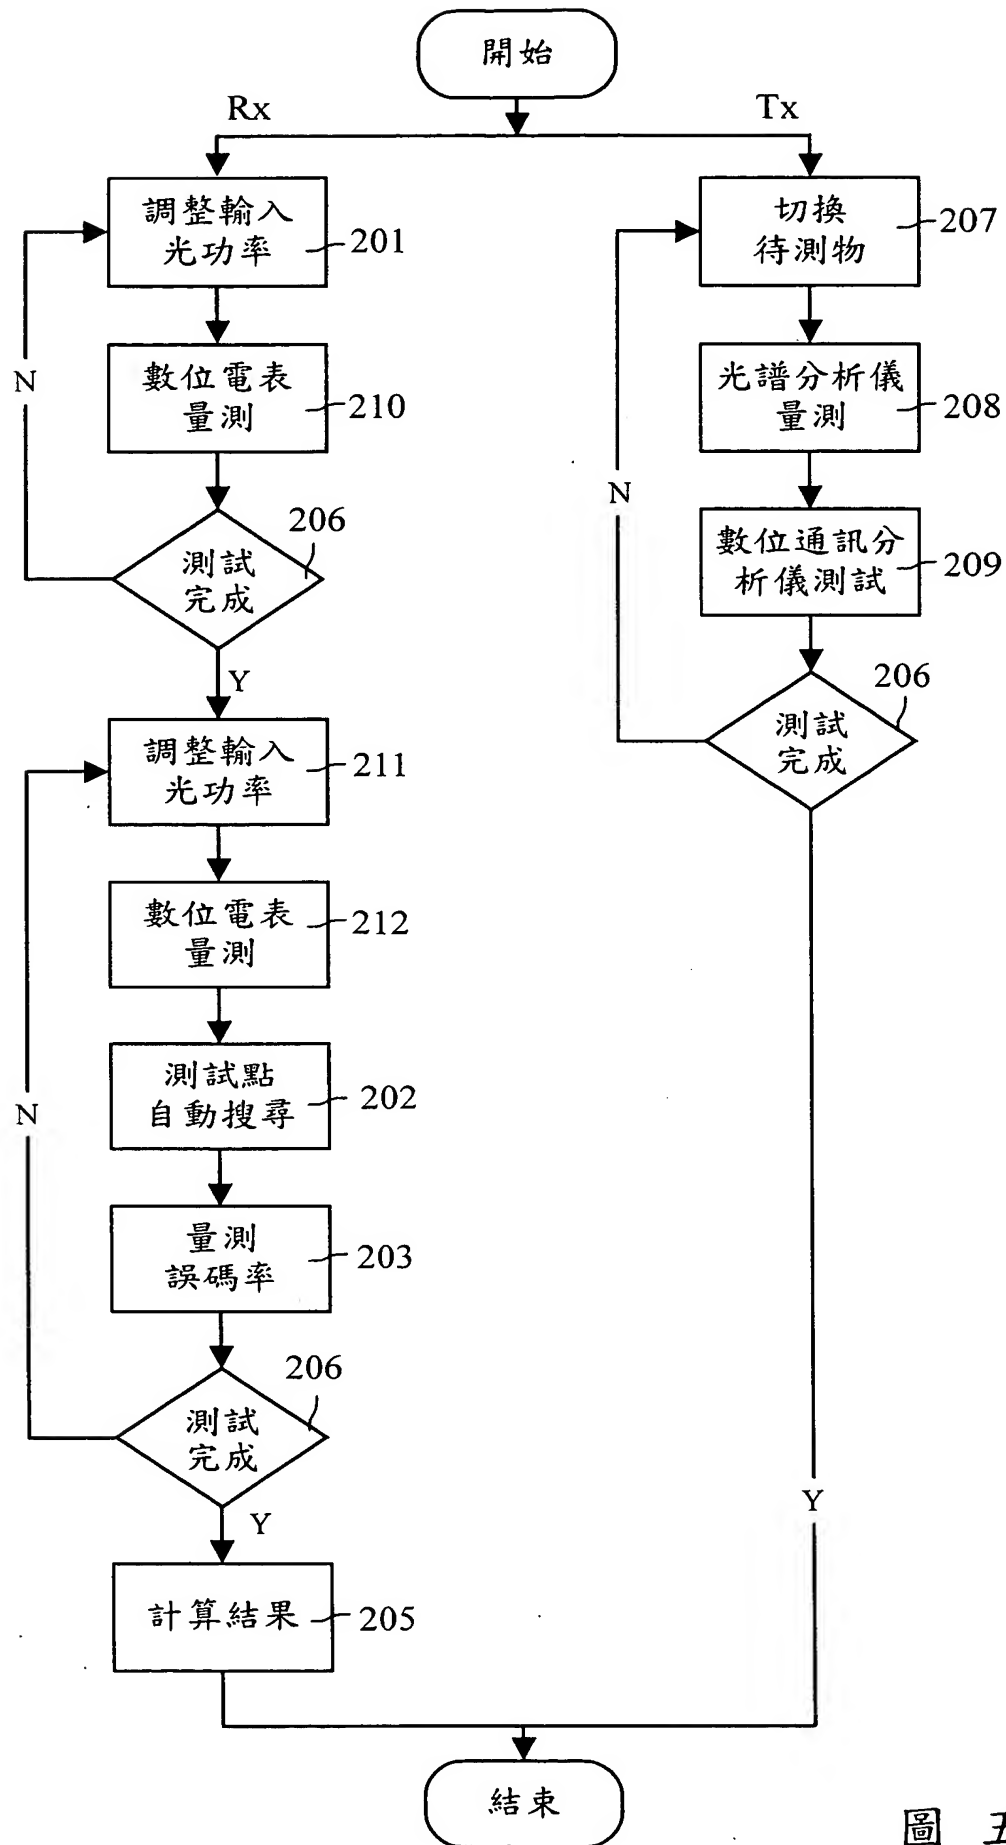 開始
Rx
Tx
調整輸入
光功率
201
數位電表
量測
210
N
206
測試
完成
Y
調整輸入
光功率
211
數位電表
量測
212
測試點
自動搜尋
202
N
量測
誤碼率
203
206
測試
完成
Y
計算結果
205
切換
待測物
207
光譜分析儀
量測
208
N
數位通訊分
析儀測試
209
206
測試
完成
Y
結束
圖 五